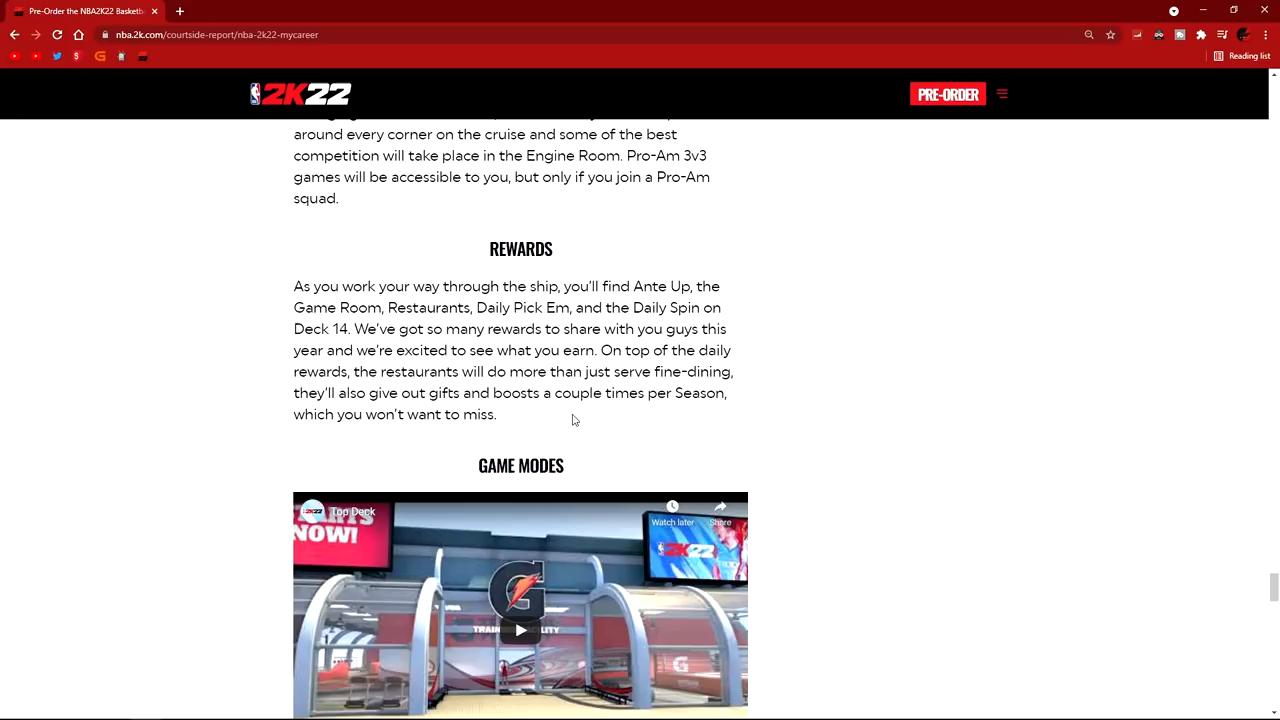 Pre-Order the NBA2K22 Basketb
nba.2k.com/courtside-report/nba-2k22-mycareer
Reading list
2K22
PRE-ORDER
around every corner on the cruise and some of the best
competition will take place in the Engine Room. Pro-Am 3v3
games will be accessible to you, but only if you join a Pro-Am
squad.
REWARDS
As you work your way through the ship, you'll find Ante Up, the
Game Room, Restaurants, Daily Pick Em, and the Daily Spin on
Deck 14. We've got so many rewards to share with you guys this
year and we're excited to see what you earn. On top of the daily
rewards, the restaurants will do more than just serve fine-dining,
they'll also give out gifts and boosts a couple times per Season,
which you won't want to miss.
GAME MODES
Top Deck
Watch later
Share
NOW!
2K22
G